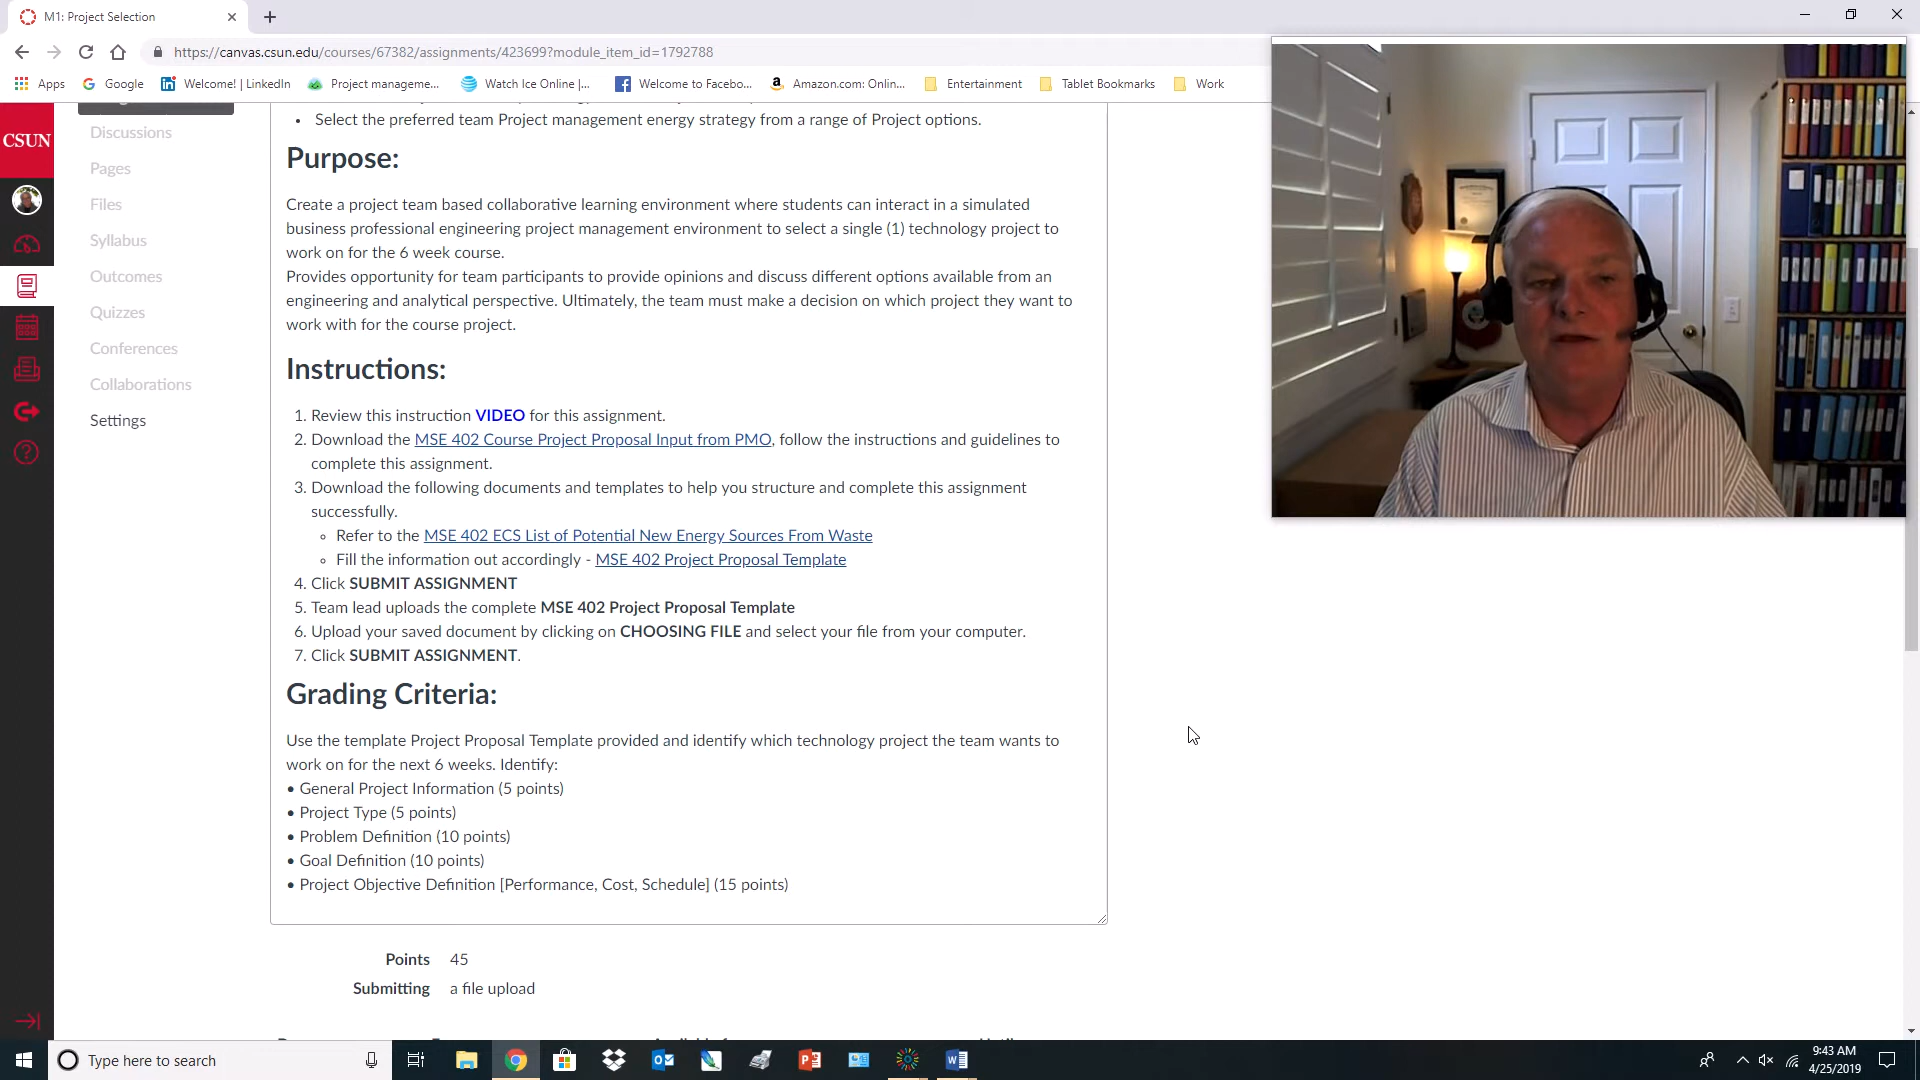 M1: Project Selection
https://canvas.csun.edu/courses/67382/assignments/423699?module_item_id=1792788
Apps
Google
Welcome! | LinkedIn
Project manageme...
Watch Ice Online |...
Welcome to Facebo...
Amazon.com: Onlin...
Entertainment
Tablet Bookmarks
Work
CSUN
Discussions
Pages
Files
Syllabus
Outcomes
Quizzes
Conferences
Collaborations
Settings
• Select the preferred team Project management energy strategy from a range of Project options.
Purpose:
Create a project team based collaborative learning environment where students can interact in a simulated
business professional engineering project management environment to select a single (1) technology project to
work on for the 6 week course.
Provides opportunity for team participants to provide opinions and discuss different options available from an
engineering and analytical perspective. Ultimately, the team must make a decision on which project they want to
work with for the course project.
Instructions:
1. Review this instruction VIDEO for this assignment.
2. Download the MSE 402 Course Project Proposal Input from PMO, follow the instructions and guidelines to
complete this assignment.
3. Download the following documents and templates to help you structure and complete this assignment
successfully.
◦ Refer to the MSE 402 ECS List of Potential New Energy Sources From Waste
◦ Fill the information out accordingly - MSE 402 Project Proposal Template
4. Click SUBMIT ASSIGNMENT
5. Team lead uploads the complete MSE 402 Project Proposal Template
6. Upload your saved document by clicking on CHOOSING FILE and select your file from your computer.
7. Click SUBMIT ASSIGNMENT.
Grading Criteria:
Use the template Project Proposal Template provided and identify which technology project the team wants to
work on for the next 6 weeks. Identify:
• General Project Information (5 points)
• Project Type (5 points)
• Problem Definition (10 points)
• Goal Definition (10 points)
• Project Objective Definition [Performance, Cost, Schedule] (15 points)
Points 45
Submitting a file upload
Type here to search
9:43 AM
4/25/2019